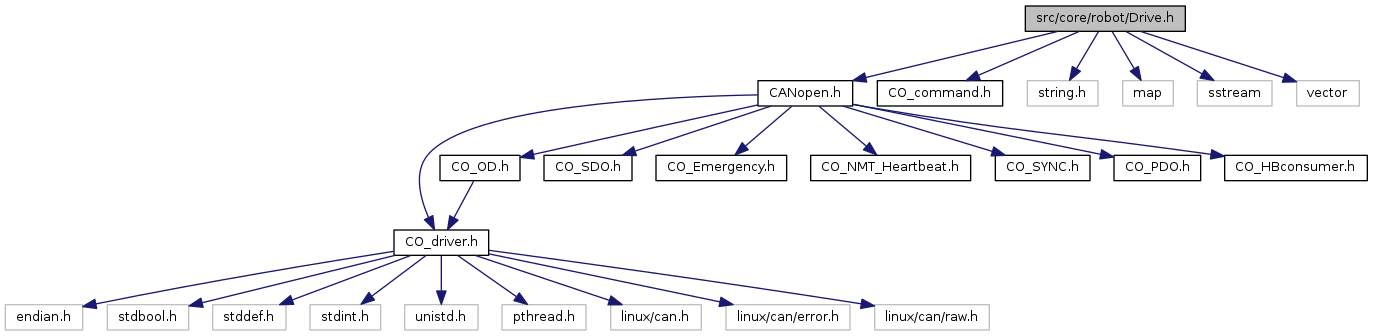 src/core/robot/Drive.h
CANopen.h
CO_command.h
string.h
map
sstream
vector
CO_OD.h
CO_SDO.h
CO_Emergency.h
CO_NMT_Heartbeat.h
CO_SYNC.h
CO_PDO.h
CO_HBconsumer.h
CO_driver.h
endian.h
stdbool.h
stddef.h
stdint.h
unistd.h
pthread.h
linux/can.h
linux/can/error.h
linux/can/raw.h